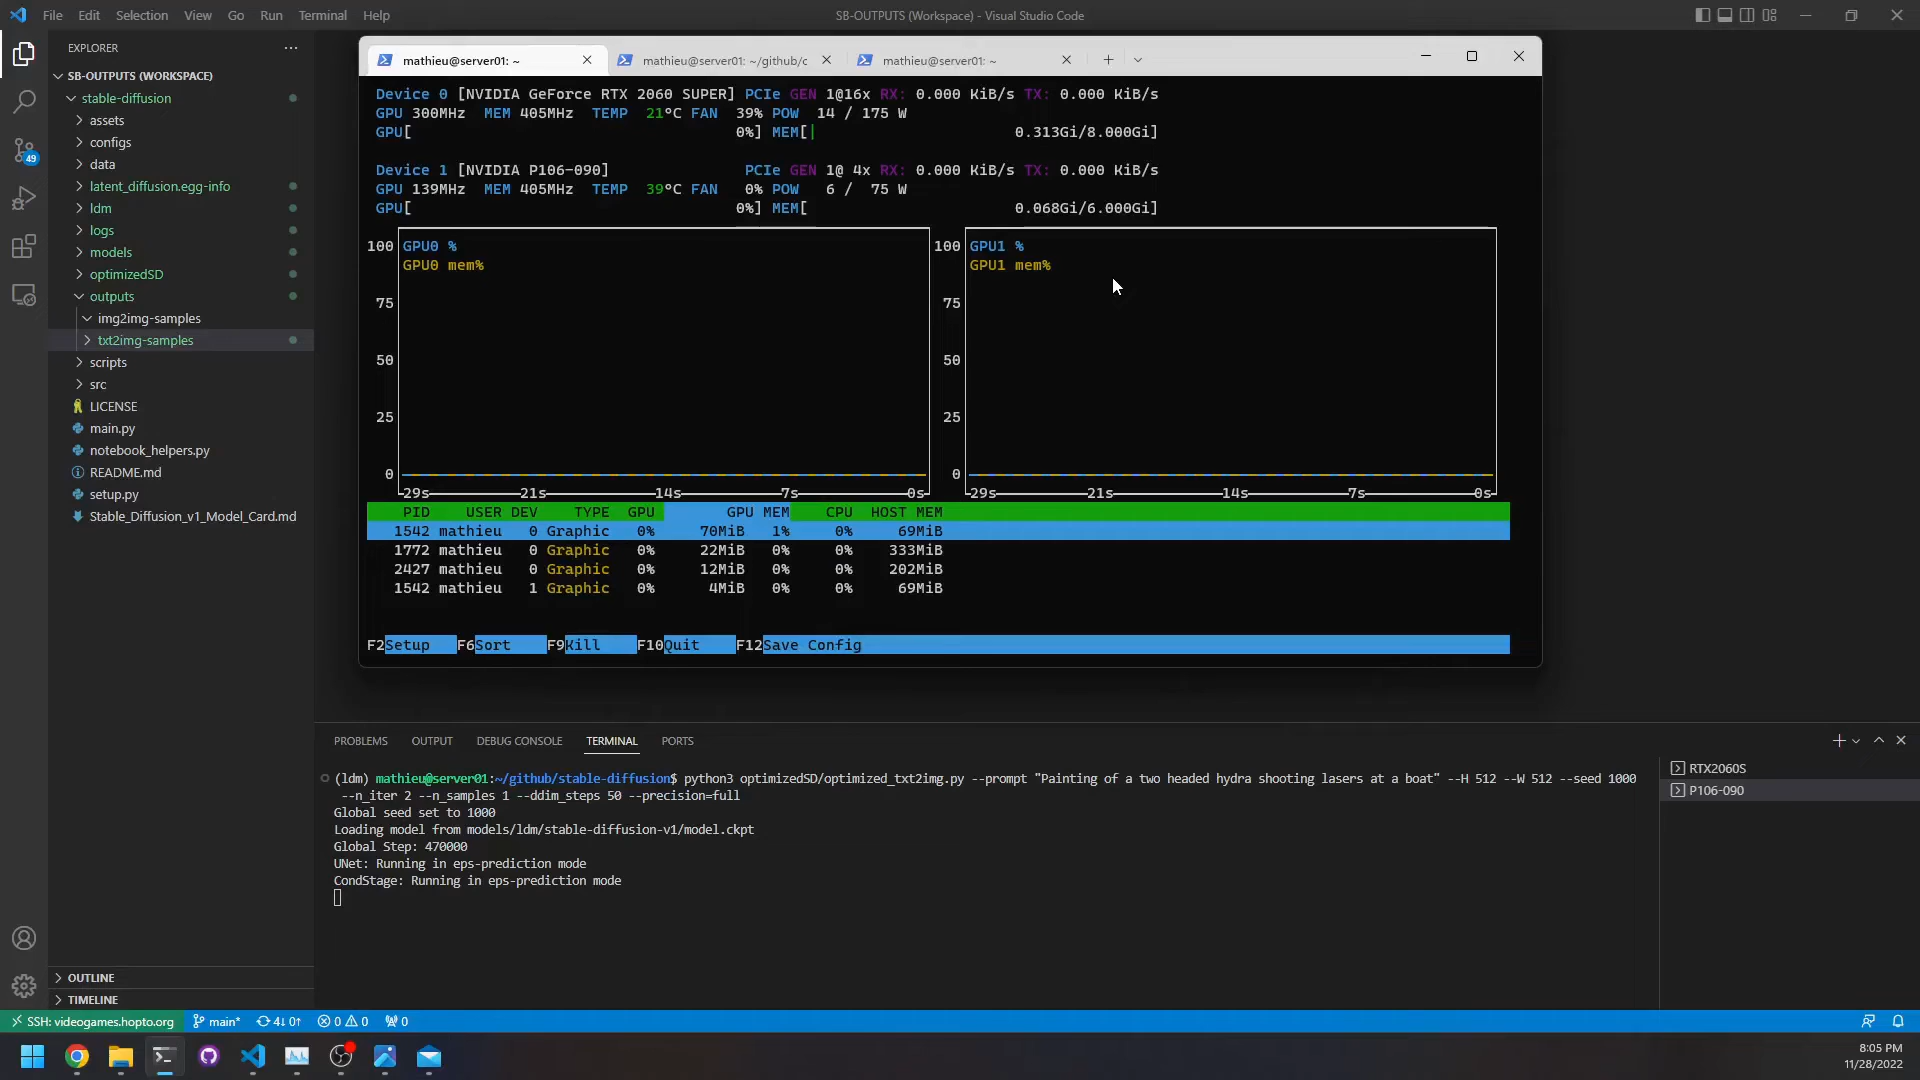 File Edit Selection View Go Run Terminal Help
SB-OUTPUTS (Workspace) - Visual Studio Code
EXPLORER
SB-OUTPUTS (WORKSPACE)
stable-diffusion
assets
configs
data
latent_diffusion.egg-info
ldm
logs
models
optimizedSD
outputs
img2img-samples
txt2img-samples
scripts
src
LICENSE
main.py
notebook_helpers.py
README.md
setup.py
Stable_Diffusion_v1_Model_Card.md
49
OUTLINE
TIMELINE
mathieu@server01: ~
mathieu@server01: ~/github/c
mathieu@server01: ~
Device 0 [NVIDIA GeForce RTX 2060 SUPER] PCIe GEN 1@16x RX: 0.000 KiB/s TX: 0.000 KiB/s
GPU 300MHz MEM 405MHz TEMP 21°C FAN 39% POW 14 / 175 W
GPU[ 0%] MEM[| 0.313Gi/8.000Gi]
Device 1 [NVIDIA P106-090] PCIe GEN 1@ 4x RX: 0.000 KiB/s TX: 0.000 KiB/s
GPU 139MHz MEM 405MHz TEMP 39°C FAN 0% POW 6 / 75 W
GPU[ 0%] MEM[ 0.068Gi/6.000Gi]
100 GPU0 %
GPU0 mem%
75
50
25
0
29s 21s 14s 7s 0s
100 GPU1 %
GPU1 mem%
75
50
25
0
29s 21s 14s 7s 0s
PID USER DEV TYPE GPU GPU MEM CPU HOST MEM
1542 mathieu 0 Graphic 0% 70MiB 1% 0% 69MiB
1772 mathieu 0 Graphic 0% 22MiB 0% 0% 333MiB
2427 mathieu 0 Graphic 0% 12MiB 0% 0% 202MiB
1542 mathieu 1 Graphic 0% 4MiB 0% 0% 69MiB
F2Setup F6Sort F9Kill F10Quit F12Save Config
PROBLEMS OUTPUT DEBUG CONSOLE TERMINAL PORTS
(ldm) mathieu@server01:~/github/stable-diffusion$ python3 optimizedSD/optimized_txt2img.py --prompt "Painting of a two headed hydra shooting lasers at a boat" --H 512 --W 512 --seed 1000
--n_iter 2 --n_samples 1 --ddim_steps 50 --precision=full
Global seed set to 1000
Loading model from models/ldm/stable-diffusion-v1/model.ckpt
Global Step: 470000
UNet: Running in eps-prediction mode
CondStage: Running in eps-prediction mode
RTX2060S
P106-090
SSH: videogames.hopto.org main* 4↓ 0↑ 0 0 0
8:05 PM
11/28/2022